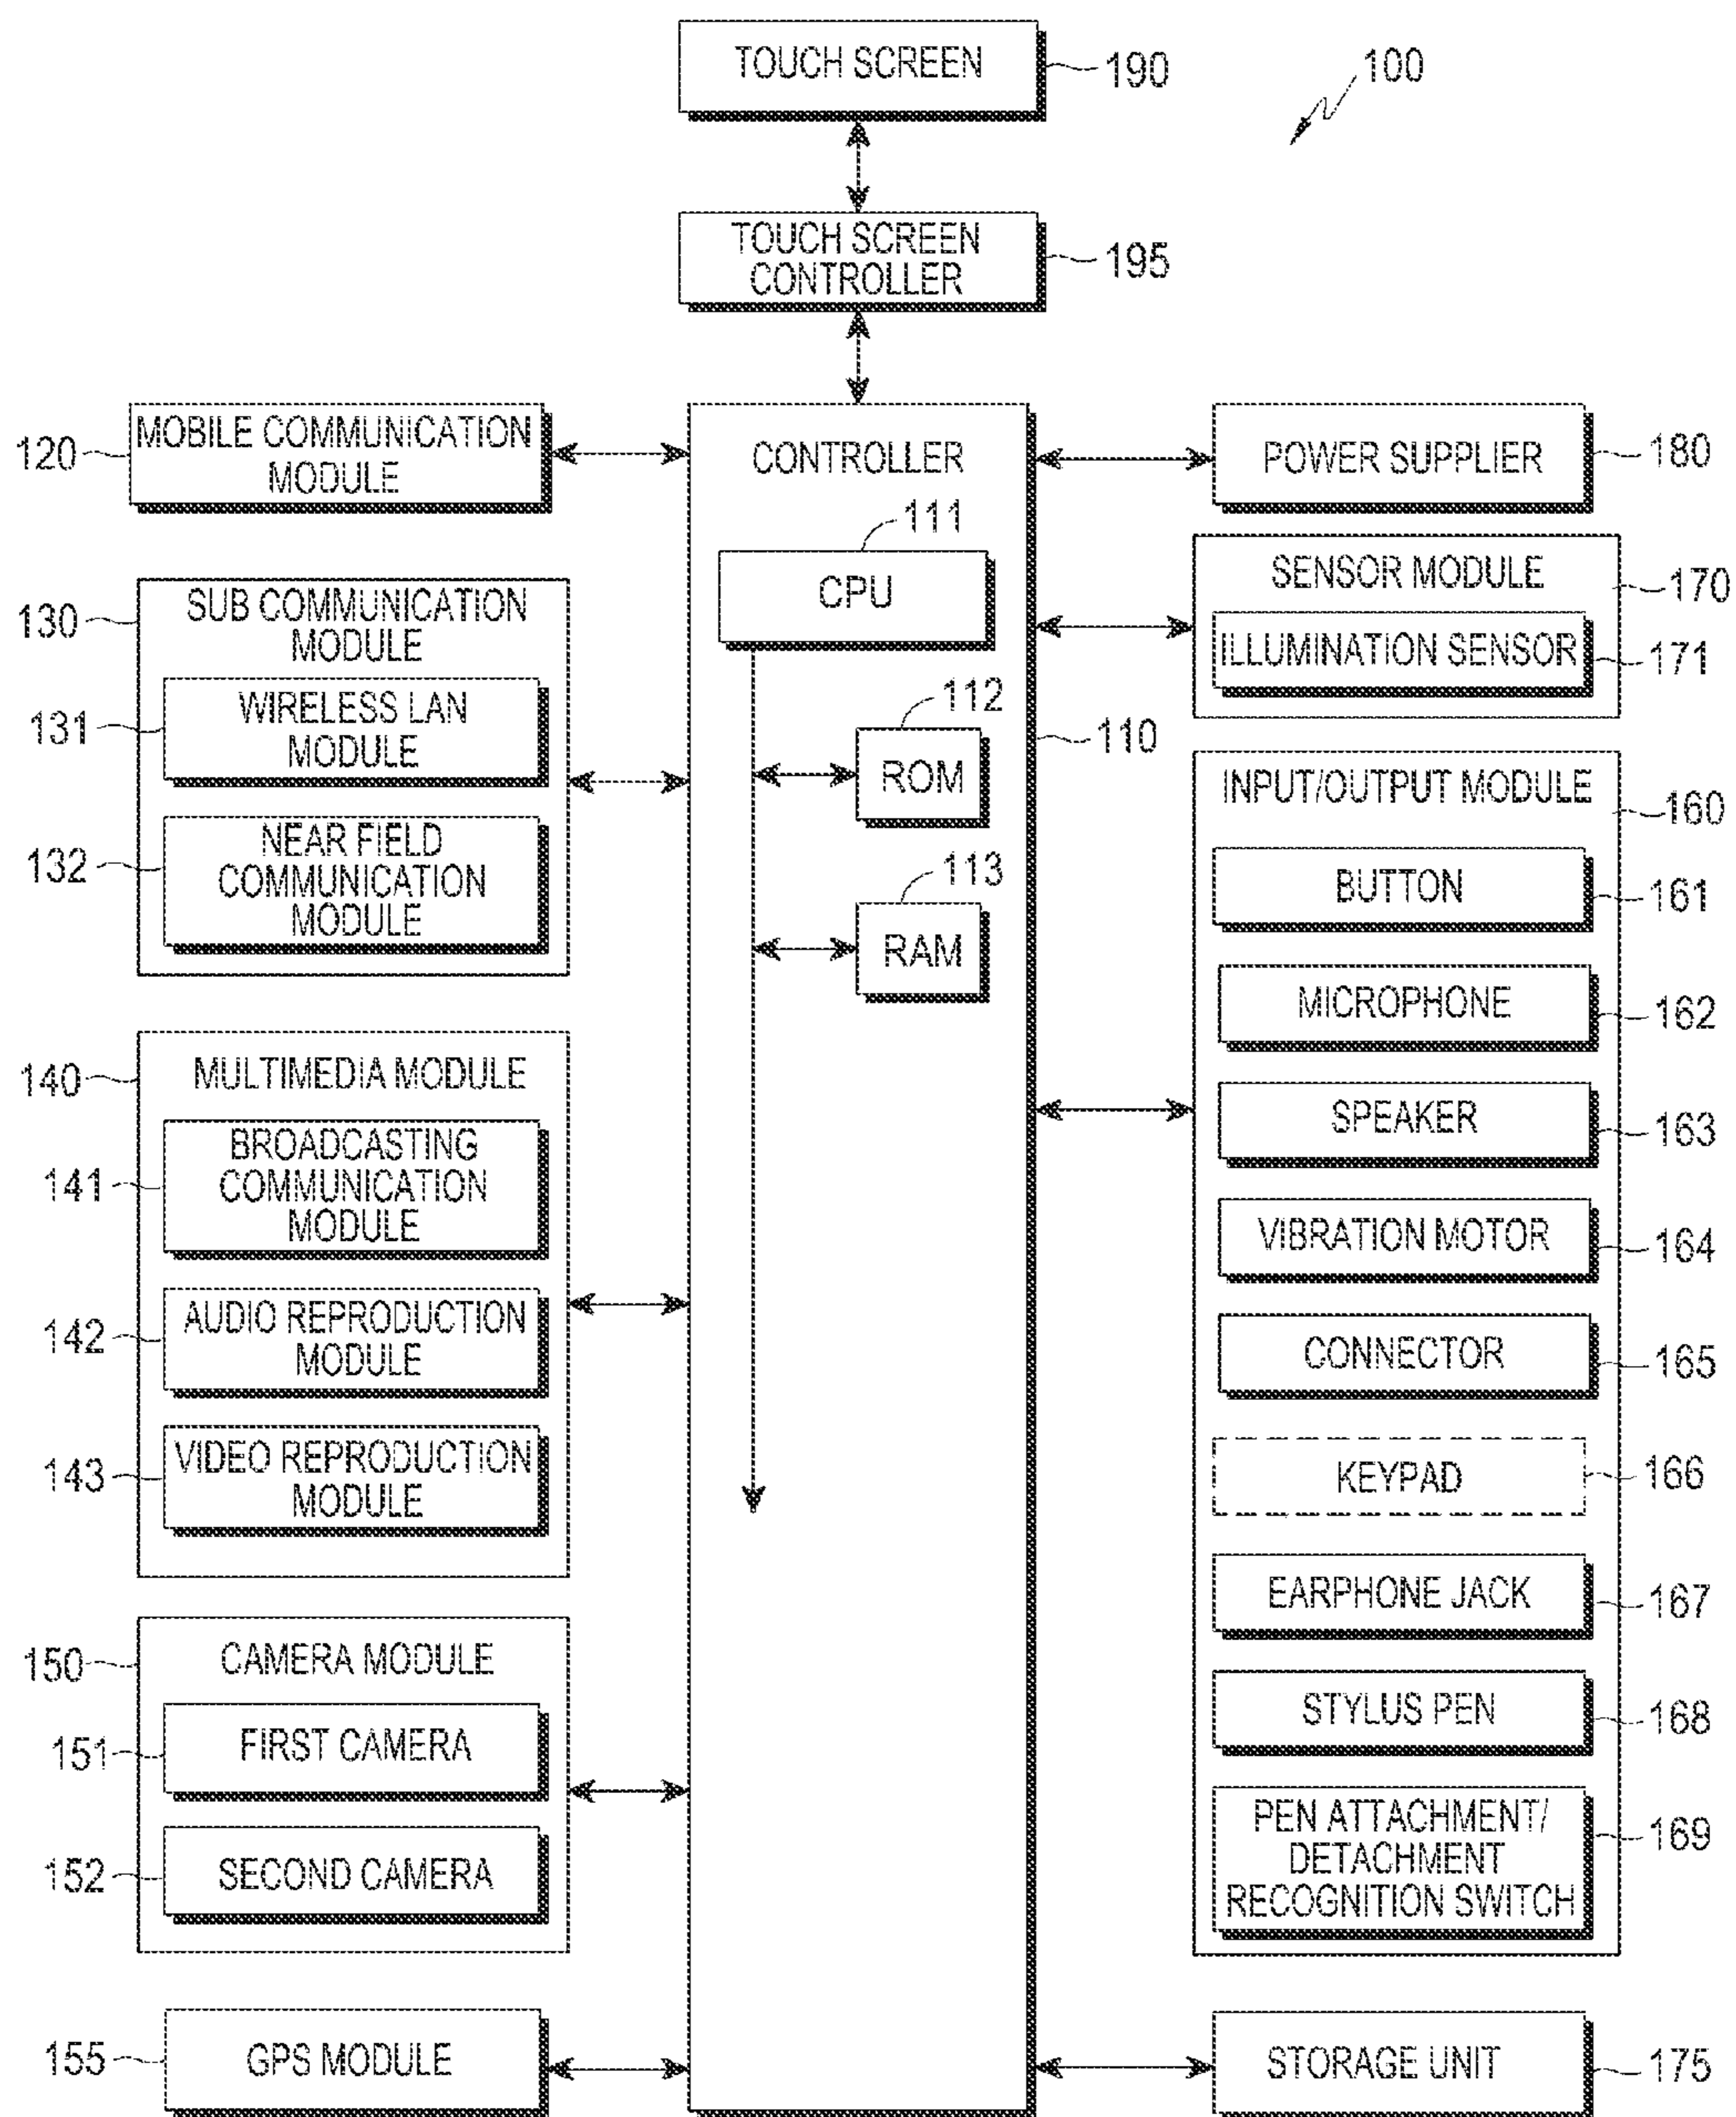 TOUCH SCREEN
190
100
TOUCH SCREEN
CONTROLLER
195
MOBILE COMMUNICATION
MODULE
120
SUB COMMUNICATION
MODULE
130
WIRELESS LAN
MODULE
131
NEAR FIELD
COMMUNICATION
MODULE
132
MULTIMEDIA MODULE
140
BROADCASTING
COMMUNICATION
MODULE
141
AUDIO REPRODUCTION
MODULE
142
VIDEO REPRODUCTION
MODULE
143
CAMERA MODULE
150
FIRST CAMERA
151
SECOND CAMERA
152
GPS MODULE
155
CONTROLLER
110
111
CPU
112
ROM
113
RAM
POWER SUPPLIER
180
SENSOR MODULE
170
ILLUMINATION SENSOR
171
INPUT/OUTPUT MODULE
160
BUTTON
161
MICROPHONE
162
SPEAKER
163
VIBRATION MOTOR
164
CONNECTOR
165
KEYPAD
166
EARPHONE JACK
167
STYLUS PEN
168
PEN ATTACHMENT/
DETACHMENT
RECOGNITION SWITCH
169
STORAGE UNIT
175